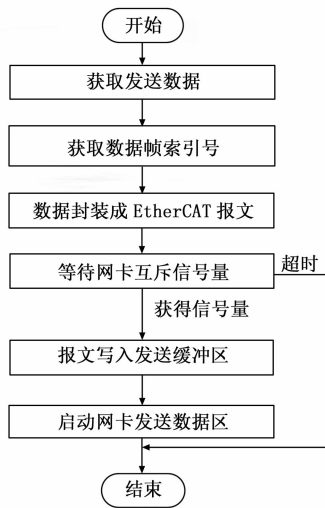 开始
获取发送数据
获取数据帧索引号
数据封装成 EtherCAT 报文
等待网卡互斥信号量
超时
获得信号量
报文写入发送缓冲区
启动网卡发送数据区
结束